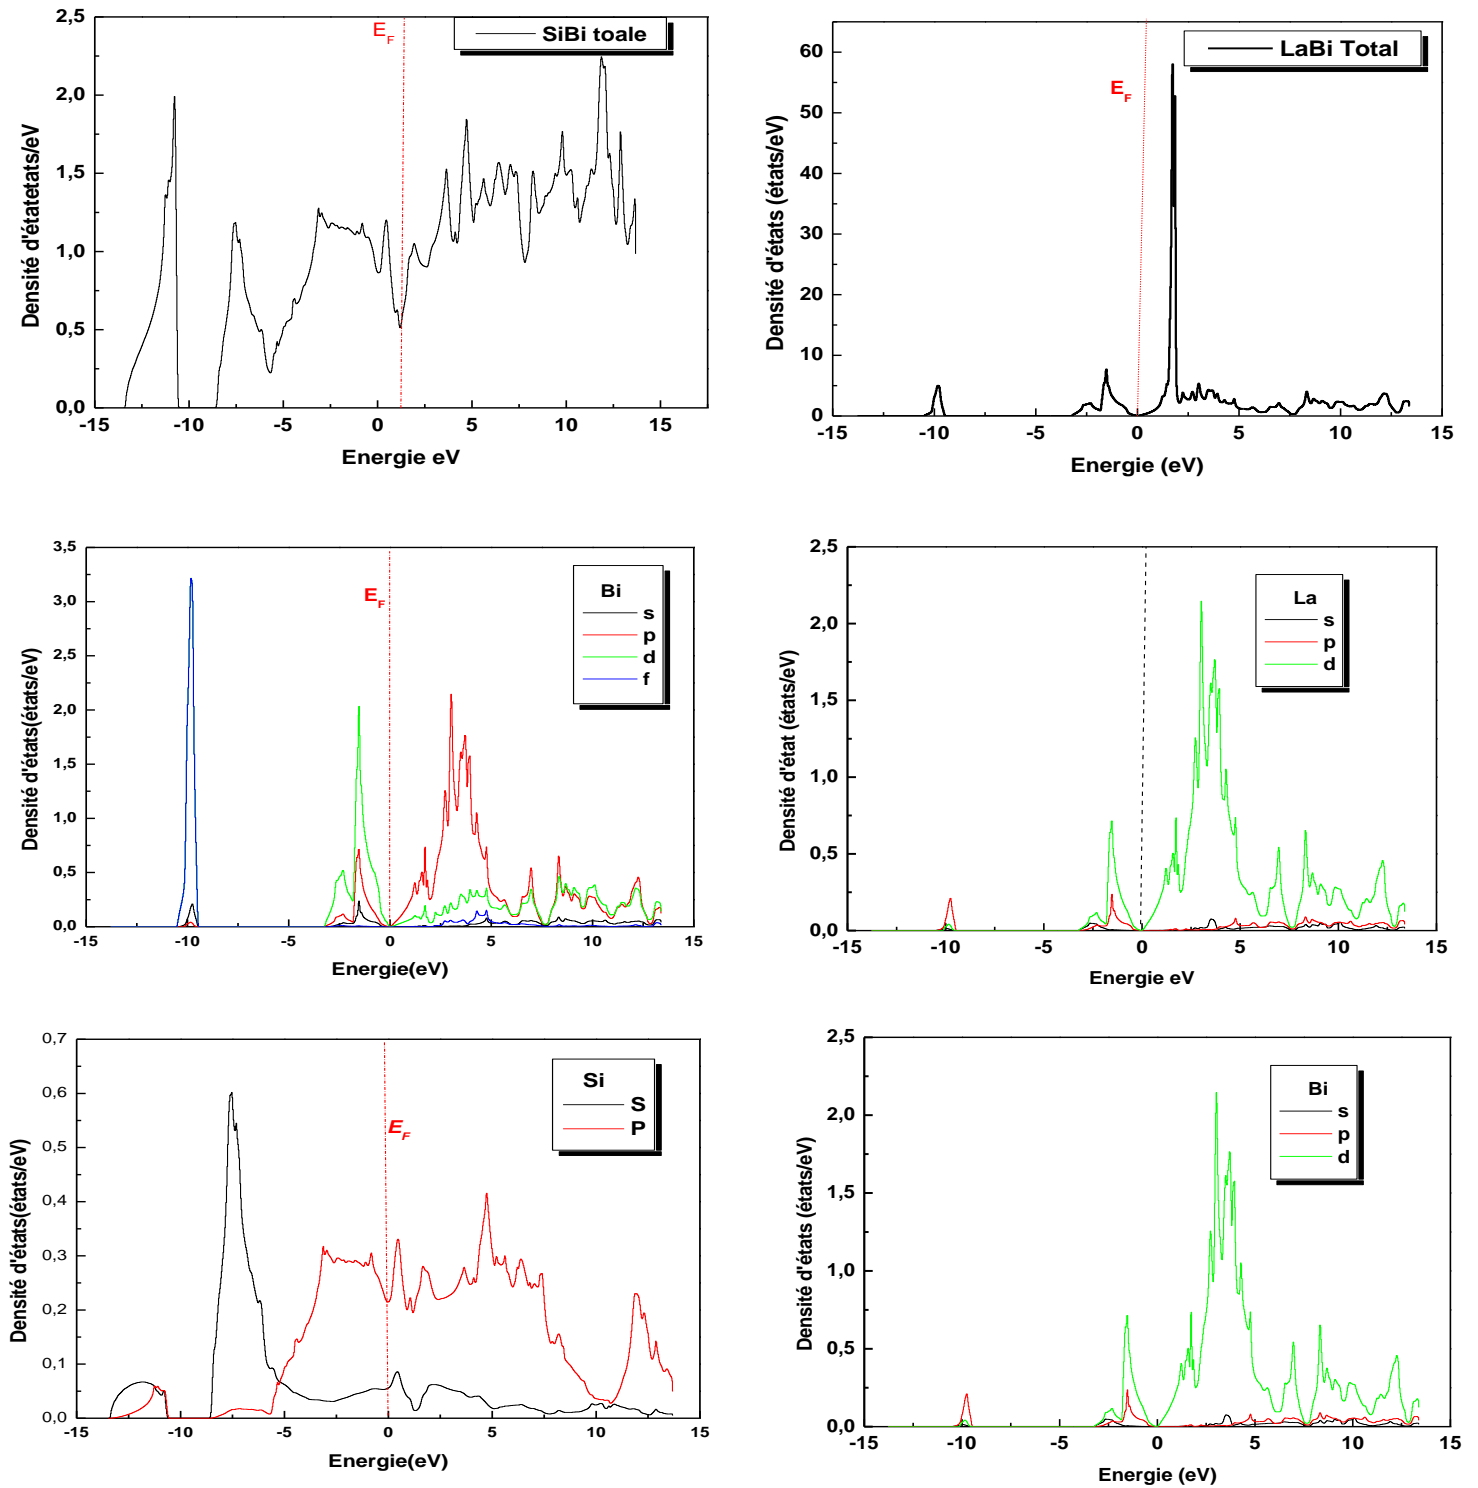 2,5
2,0
1,5
1,0
0,5
0,0
-15
-10
-5
0
5
10
15
Densité d'étatetats/eV
Energie eV
E_F
SiBi toale
60
50
40
30
20
10
0
-15
-10
-5
0
5
10
15
Densité d'états (états/eV)
Energie (eV)
E_F
LaBi Total
3,5
3,0
2,5
2,0
1,5
1,0
0,5
0,0
-15
-10
-5
0
5
10
15
Densité d'états(états/eV)
Energie(eV)
E_F
Bi
s
p
d
f
2,5
2,0
1,5
1,0
0,5
0,0
-15
-10
-5
0
5
10
15
Densité d'état (états/eV)
Energie eV
La
s
p
d
0,7
0,6
0,5
0,4
0,3
0,2
0,1
0,0
-15
-10
-5
0
5
10
15
Densité d'états(états/eV)
Energie(eV)
E_F
Si
S
P
2,5
2,0
1,5
1,0
0,5
0,0
-15
-10
-5
0
5
10
15
Densité d'états (états/eV)
Energie (eV)
Bi
s
p
d